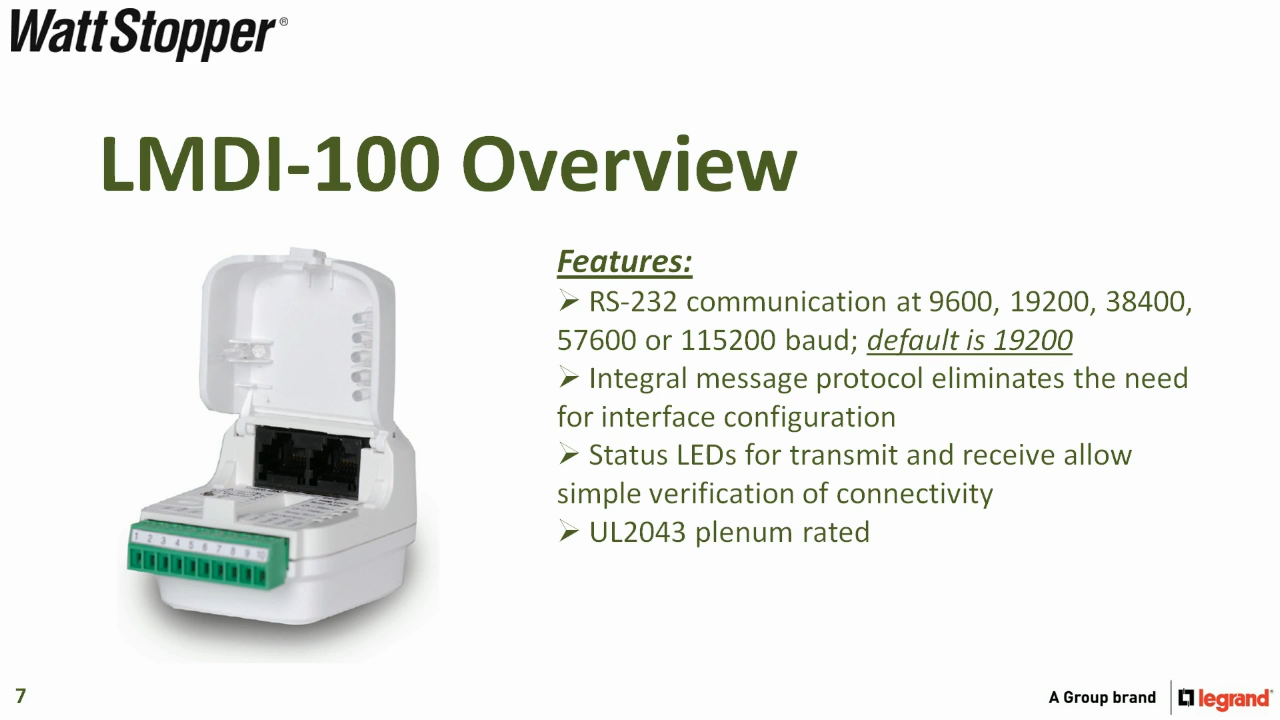 WattStopper®
LMDI-100 Overview
Features:
➢ RS-232 communication at 9600, 19200, 38400,
57600 or 115200 baud; default is 19200
➢ Integral message protocol eliminates the need
for interface configuration
➢ Status LEDs for transmit and receive allow
simple verification of connectivity
➢ UL2043 plenum rated
1 2 3 4 5 6 7 8 9 10
7
A Group brand
legrand®